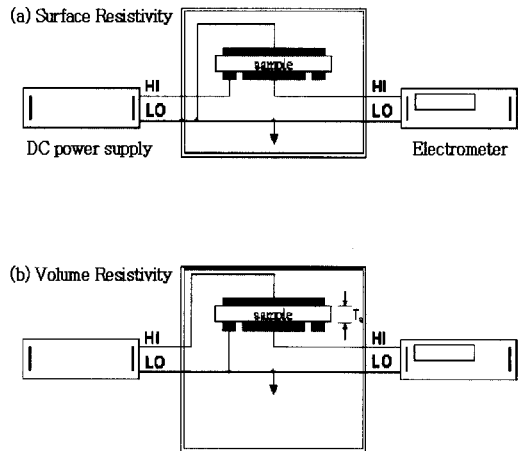 (a) Surface Resistivity
sample
HI
LO
HI
LO
DC power supply
Electrometer
(b) Volume Resistivity
sample
HI
LO
HI
LO